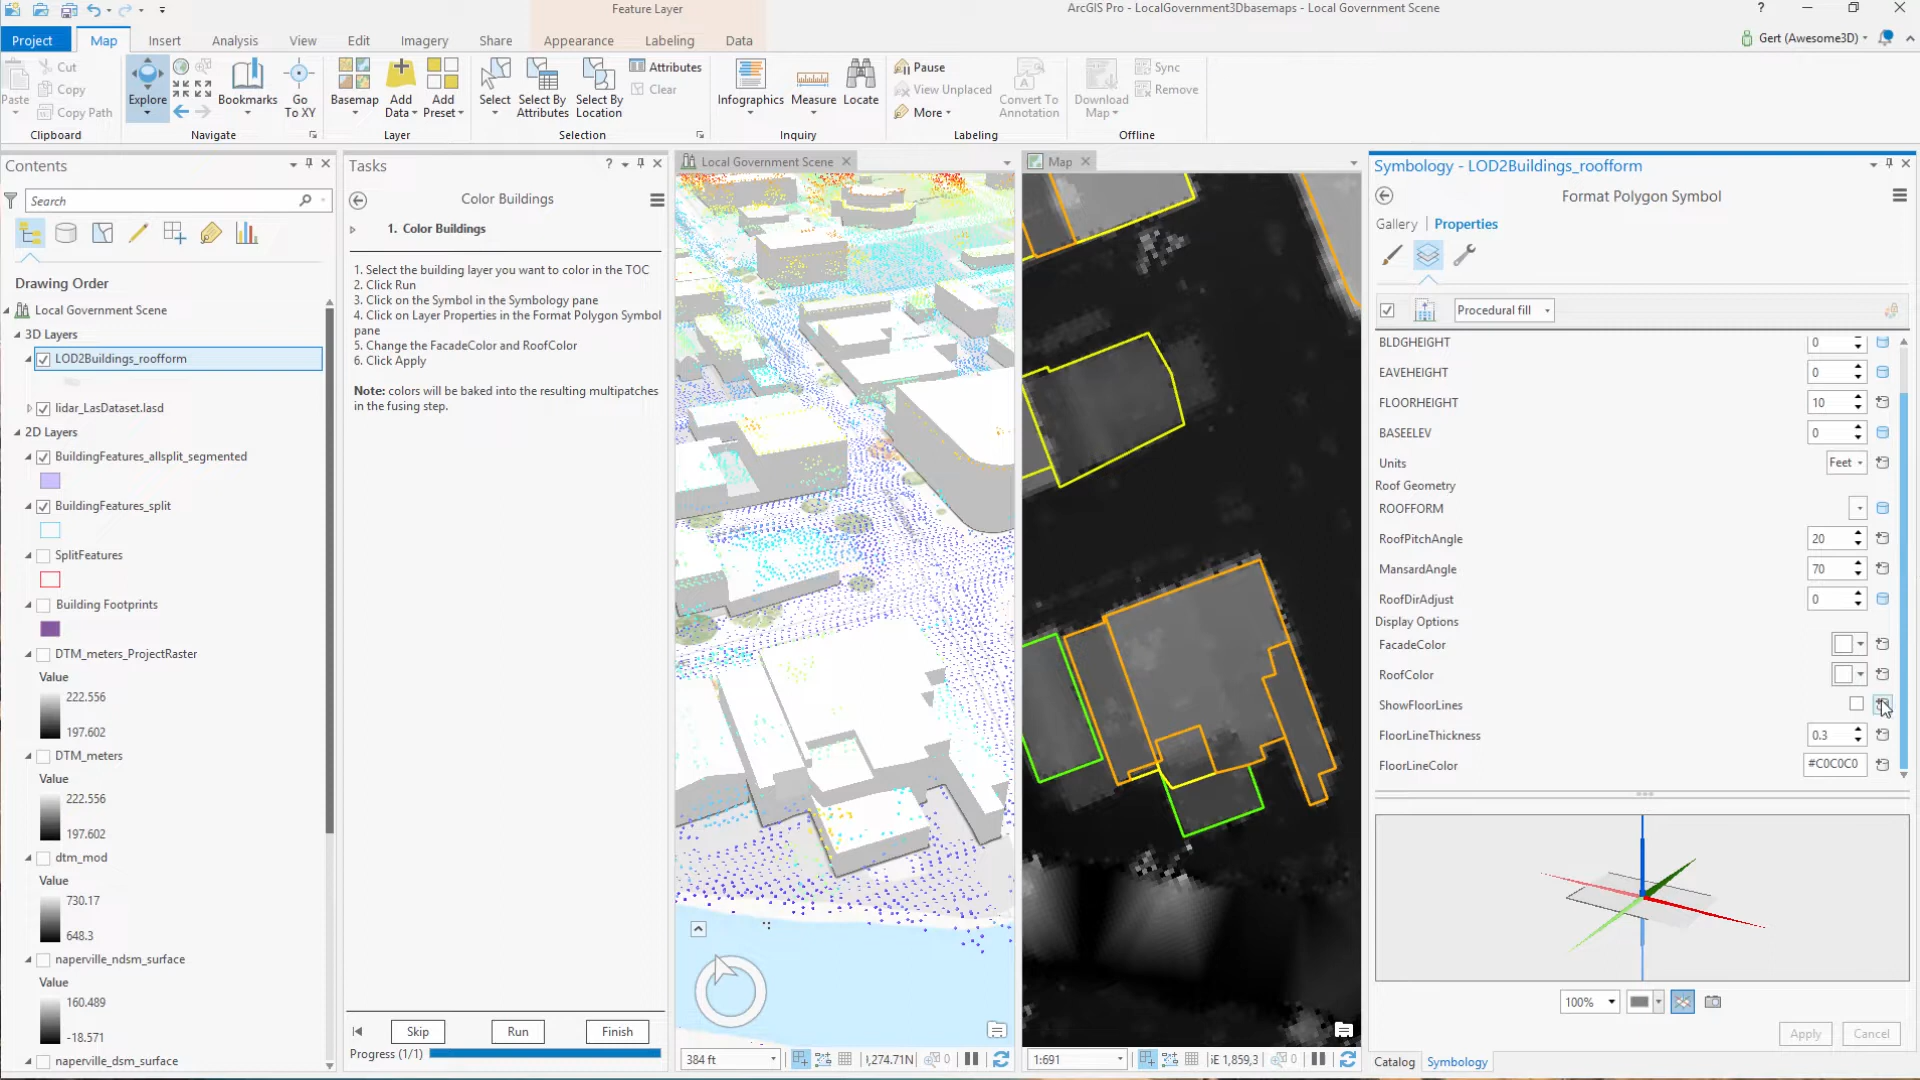 Feature Layer
ArcGIS Pro - LocalGovernment3Dbasemaps - Local Government Scene
?
Project
Map
Insert
Analysis
View
Edit
Imagery
Share
Appearance
Labeling
Data
Gert (Awesome3D)
Paste
Cut
Copy
Copy Path
Clipboard
Explore
Bookmarks
Go
To XY
Navigate
Basemap
Add
Data
Add
Preset
Layer
Select
Select By
Attributes
Select By
Location
Attributes
Clear
Selection
Infographics
Measure
Locate
Inquiry
Pause
View Unplaced
More
Convert To
Annotation
Labeling
Download
Map
Sync
Remove
Offline
Contents
Search
Drawing Order
Local Government Scene
3D Layers
LOD2Buildings_roofform
lidar_LasDataset.lasd
2D Layers
BuildingFeatures_allsplit_segmented
BuildingFeatures_split
SplitFeatures
Building Footprints
DTM_meters_ProjectRaster
Value
222.556
197.602
DTM_meters
Value
222.556
197.602
dtm_mod
Value
730.17
648.3
naperville_ndsm_surface
Value
160.489
-18.571
naperville_dsm_surface
Tasks
?
Color Buildings
1. Color Buildings
1. Select the building layer you want to color in the TOC
2. Click Run
3. Click on the Symbol in the Symbology pane
4. Click on Layer Properties in the Format Polygon Symbol
pane
5. Change the FacadeColor and RoofColor
6. Click Apply
Note: colors will be baked into the resulting multipatches
in the fusing step.
Skip
Run
Finish
Progress (1/1)
Local Government Scene
384 ft
,274.71N
0
Map
1:691
iE 1,859,3
0
Symbology - LOD2Buildings_roofform
Format Polygon Symbol
Gallery
Properties
Procedural fill
BLDGHEIGHT
0
EAVEHEIGHT
0
FLOORHEIGHT
10
BASEELEV
0
Units
Feet
Roof Geometry
ROOFFORM
RoofPitchAngle
20
MansardAngle
70
RoofDirAdjust
0
Display Options
FacadeColor
RoofColor
ShowFloorLines
FloorLineThickness
0.3
FloorLineColor
#C0C0C0
100%
Apply
Cancel
Catalog
Symbology